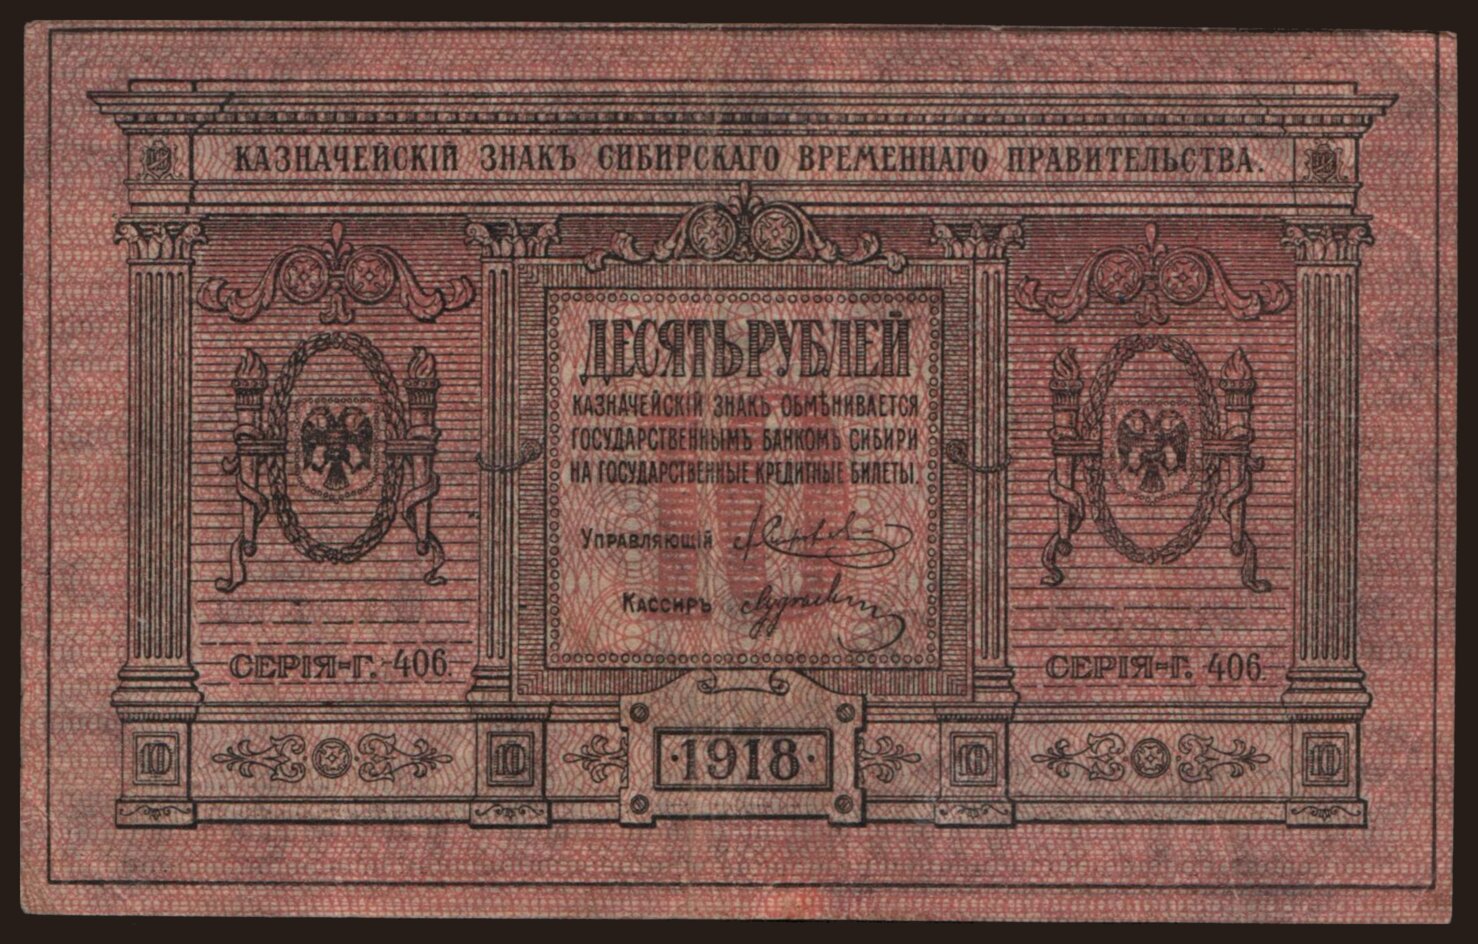 КАЗНАЧЕЙСКІЙ ЗНАКЪ СИБИРСКАГО ВРЕМЕННАГО ПРАВИТЕЛЬСТВА.
ДЕСЯТЬ РУБЛЕЙ
КАЗНАЧЕЙСКІЙ ЗНАКЪ ОБМѢНИВАЕТСЯ
ГОСУДАРСТВЕННЫМЪ БАНКОМЪ СИБИРИ
НА ГОСУДАРСТВЕННЫЕ КРЕДИТНЫЕ БИЛЕТЫ.
10
УПРАВЛЯЮЩІЙ
КАССИРЪ
СЕРІЯ-Г. 406.
СЕРІЯ-Г. 406.
10
10
·1918·
10
10